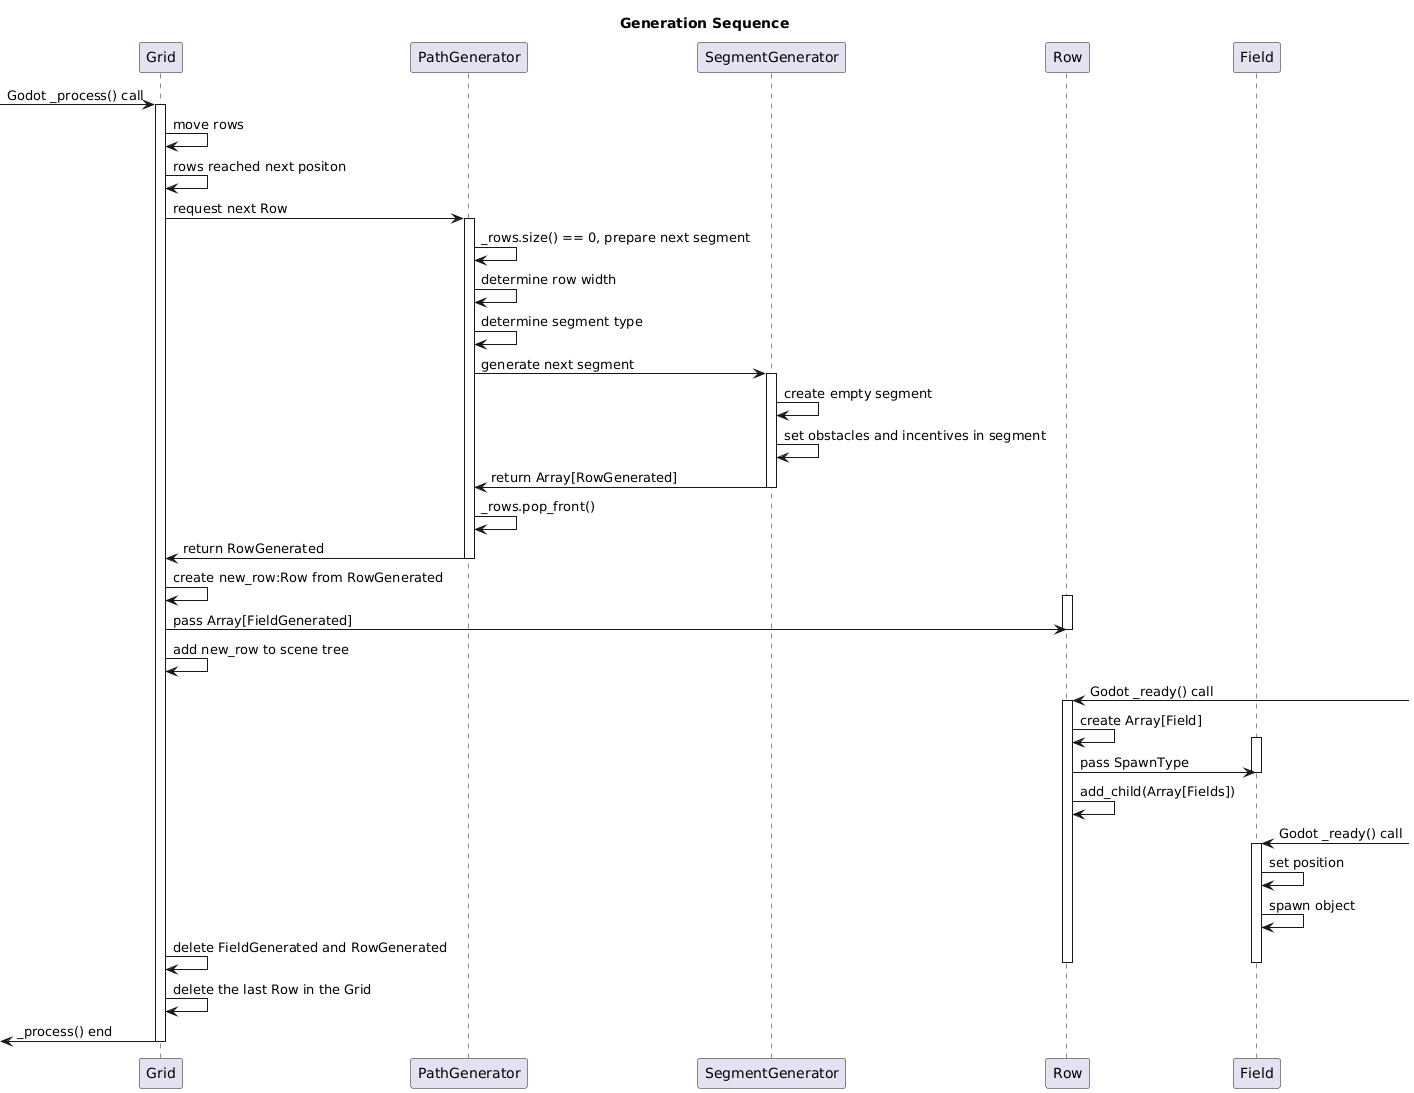 Generation Sequence
Grid
PathGenerator
SegmentGenerator
Row
Field
Godot _process() call
move rows
rows reached next positon
request next Row
_rows.size() == 0, prepare next segment
determine row width
determine segment type
generate next segment
create empty segment
set obstacles and incentives in segment
return Array[RowGenerated]
_rows.pop_front()
return RowGenerated
create new_row:Row from RowGenerated
pass Array[FieldGenerated]
add new_row to scene tree
Godot _ready() call
create Array[Field]
pass SpawnType
add_child(Array[Fields])
Godot _ready() call
set position
spawn object
delete FieldGenerated and RowGenerated
delete the last Row in the Grid
_process() end
Grid
PathGenerator
SegmentGenerator
Row
Field